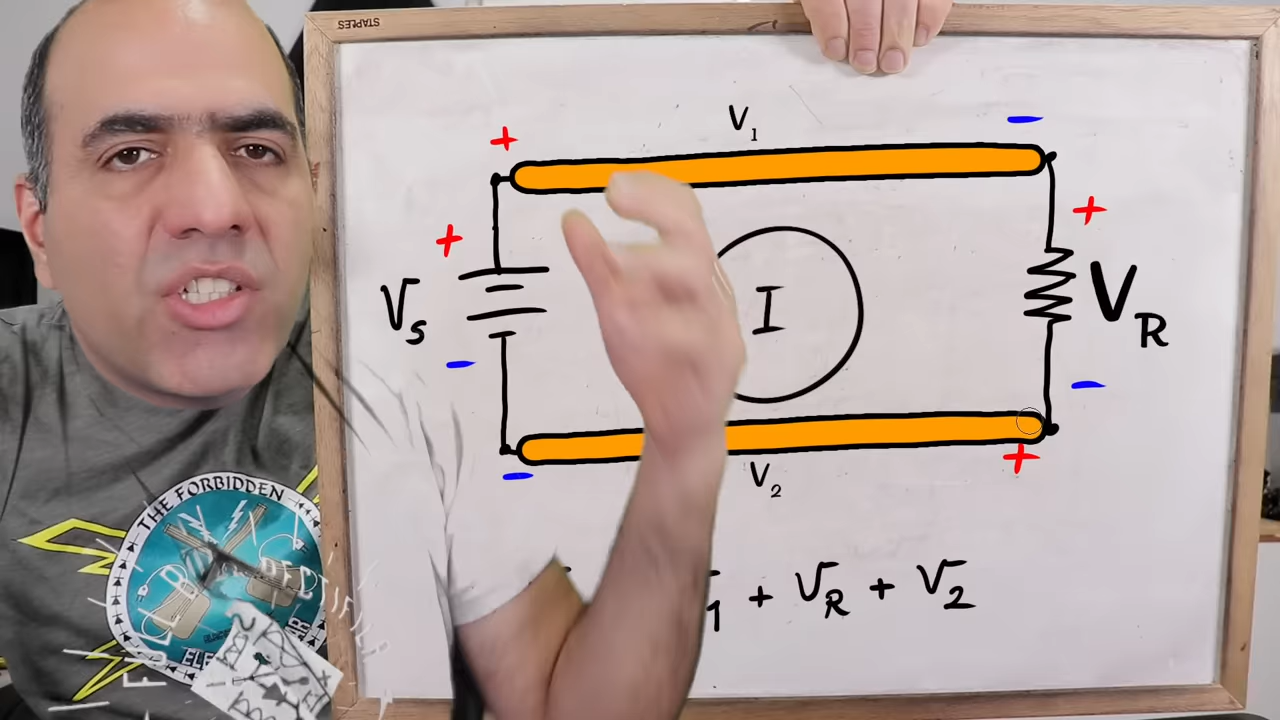 STAPLES
V₁
+ −
+ +
Vs I VR
− −
− +
V₂
+ VR + V2
THE FORBIDDEN